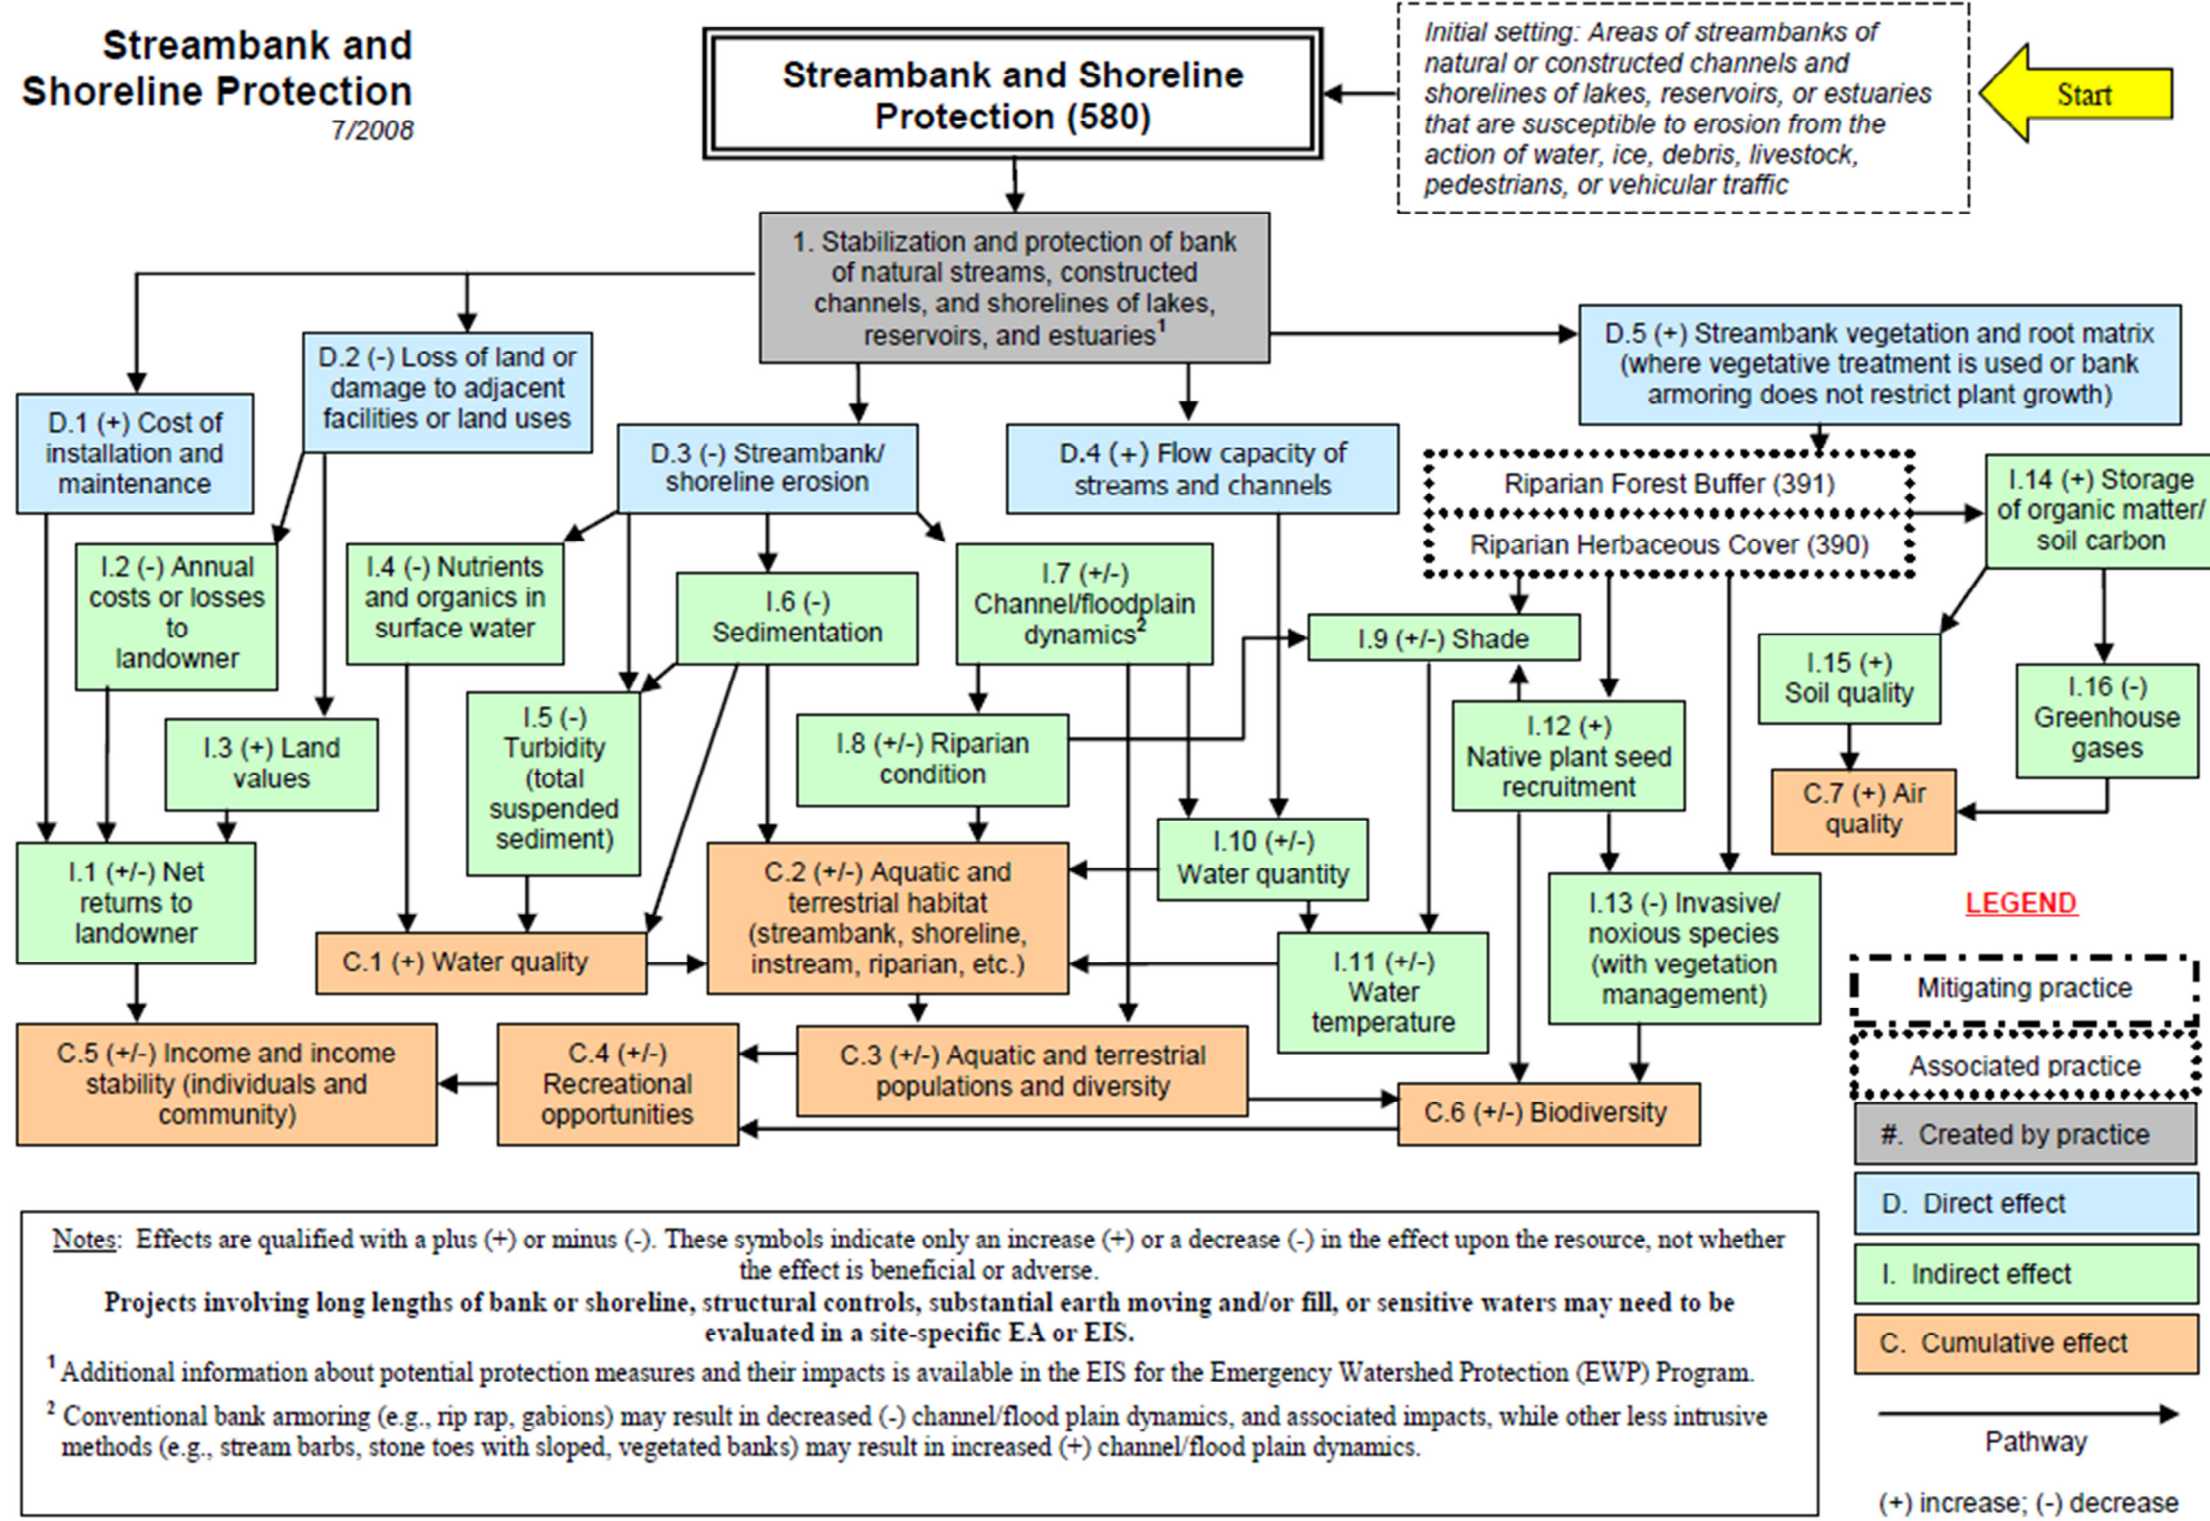 Streambank and
Shoreline Protection
7/2008
Streambank and Shoreline
Protection (580)
Initial setting: Areas of streambanks of
natural or constructed channels and
shorelines of lakes, reservoirs, or estuaries
that are susceptible to erosion from the
action of water, ice, debris, livestock,
pedestrians, or vehicular traffic
Start
1. Stabilization and protection of bank
of natural streams, constructed
channels, and shorelines of lakes,
reservoirs, and estuaries¹
D.1 (+) Cost of
installation and
maintenance
D.2 (-) Loss of land or
damage to adjacent
facilities or land uses
D.3 (-) Streambank/
shoreline erosion
D.4 (+) Flow capacity of
streams and channels
D.5 (+) Streambank vegetation and root matrix
(where vegetative treatment is used or bank
armoring does not restrict plant growth)
Riparian Forest Buffer (391)
Riparian Herbaceous Cover (390)
I.14 (+) Storage
of organic matter/
soil carbon
I.2 (-) Annual
costs or losses
to
landowner
I.4 (-) Nutrients
and organics in
surface water
I.6 (-)
Sedimentation
I.7 (+/-)
Channel/floodplain
dynamics²
I.9 (+/-) Shade
I.15 (+)
Soil quality
I.16 (-)
Greenhouse
gases
I.3 (+) Land
values
I.5 (-)
Turbidity
(total
suspended
sediment)
I.8 (+/-) Riparian
condition
I.12 (+)
Native plant seed
recruitment
C.7 (+) Air
quality
I.1 (+/-) Net
returns to
landowner
C.1 (+) Water quality
C.2 (+/-) Aquatic and
terrestrial habitat
(streambank, shoreline,
instream, riparian, etc.)
I.10 (+/-)
Water quantity
I.11 (+/-)
Water
temperature
I.13 (-) Invasive/
noxious species
(with vegetation
management)
C.5 (+/-) Income and income
stability (individuals and
community)
C.4 (+/-)
Recreational
opportunities
C.3 (+/-) Aquatic and terrestrial
populations and diversity
C.6 (+/-) Biodiversity
LEGEND
Mitigating practice
Associated practice
#. Created by practice
D. Direct effect
I. Indirect effect
C. Cumulative effect
Pathway
(+) increase; (-) decrease
Notes: Effects are qualified with a plus (+) or minus (-). These symbols indicate only an increase (+) or a decrease (-) in the effect upon the resource, not whether
the effect is beneficial or adverse.
Projects involving long lengths of bank or shoreline, structural controls, substantial earth moving and/or fill, or sensitive waters may need to be
evaluated in a site-specific EA or EIS.
¹ Additional information about potential protection measures and their impacts is available in the EIS for the Emergency Watershed Protection (EWP) Program.
² Conventional bank armoring (e.g., rip rap, gabions) may result in decreased (-) channel/flood plain dynamics, and associated impacts, while other less intrusive
methods (e.g., stream barbs, stone toes with sloped, vegetated banks) may result in increased (+) channel/flood plain dynamics.